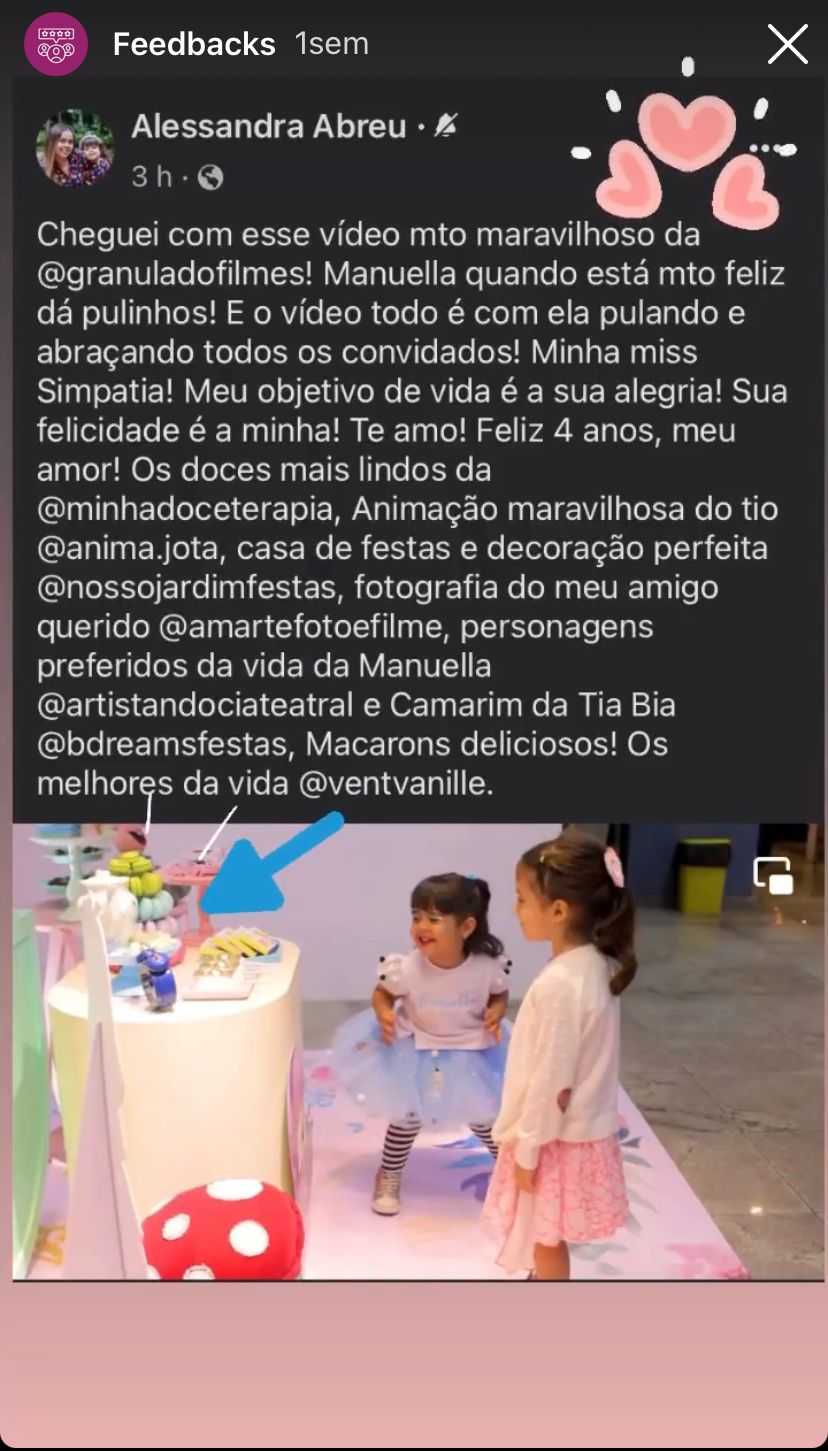 Feedbacks 1sem
Alessandra Abreu
3 h
Cheguei com esse vídeo mto maravilhoso da
@granuladofilmes! Manuella quando está mto feliz
dá pulinhos! E o vídeo todo é com ela pulando e
abraçando todos os convidados! Minha miss
Simpatia! Meu objetivo de vida é a sua alegria! Sua
felicidade é a minha! Te amo! Feliz 4 anos, meu
amor! Os doces mais lindos da
@minhadoceterapia, Animação maravilhosa do tio
@anima.jota, casa de festas e decoração perfeita
@nossojardimfestas, fotografia do meu amigo
querido @amartefotoefilme, personagens
preferidos da vida da Manuella
@artistandociateatral e Camarim da Tia Bia
@bdreamsfestas, Macarons deliciosos! Os
melhores da vida @ventvanille.